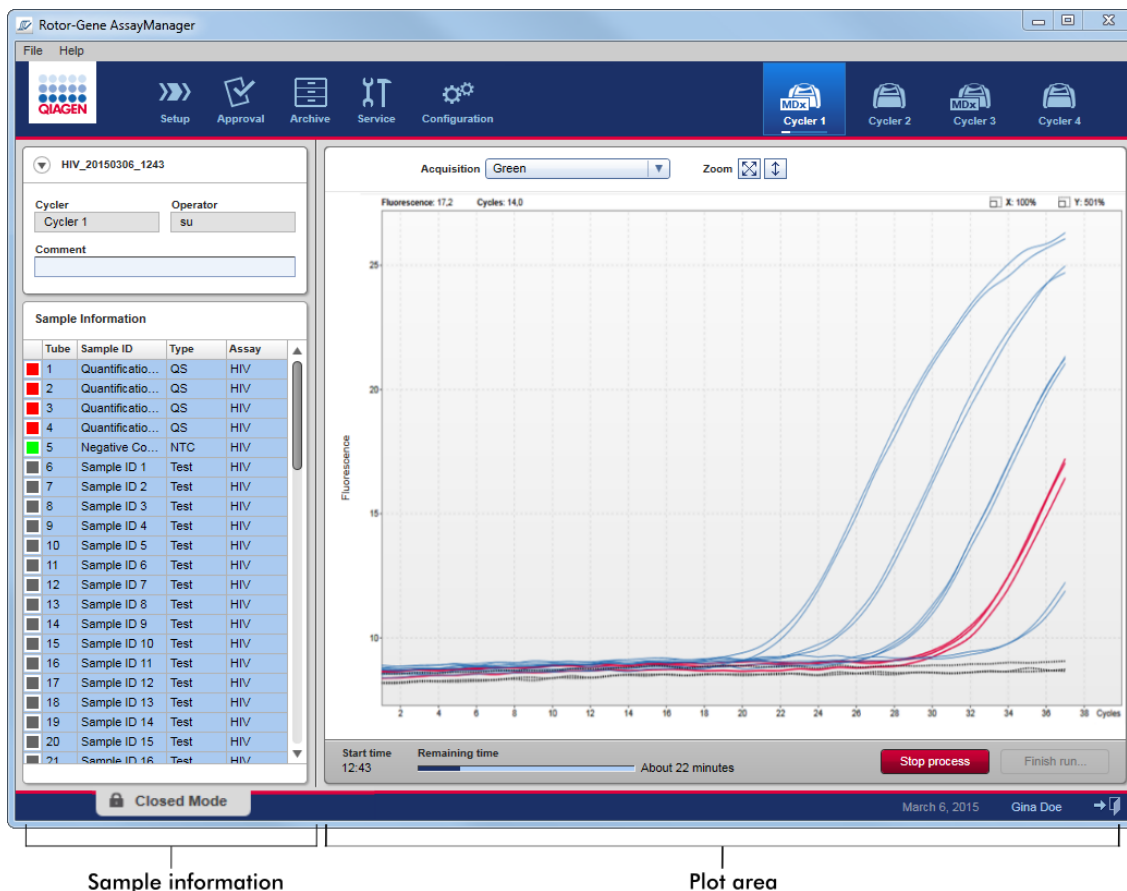 Rotor-Gene AssayManager
File Help
QIAGEN
Setup Approval Archive Service Configuration
MDx MDx
Cycler 1 Cycler 2 Cycler 3 Cycler 4
HIV_20150306_1243
Cycler Operator
Cycler 1 su
Comment
Sample Information
Tube Sample ID Type Assay
1 Quantificatio... QS HIV
2 Quantificatio... QS HIV
3 Quantificatio... QS HIV
4 Quantificatio... QS HIV
5 Negative Co... NTC HIV
6 Sample ID 1 Test HIV
7 Sample ID 2 Test HIV
8 Sample ID 3 Test HIV
9 Sample ID 4 Test HIV
10 Sample ID 5 Test HIV
11 Sample ID 6 Test HIV
12 Sample ID 7 Test HIV
13 Sample ID 8 Test HIV
14 Sample ID 9 Test HIV
15 Sample ID 10 Test HIV
16 Sample ID 11 Test HIV
17 Sample ID 12 Test HIV
18 Sample ID 13 Test HIV
19 Sample ID 14 Test HIV
20 Sample ID 15 Test HIV
21 Sample ID 16 Test HIV
Acquisition Green Zoom
Fluorescence: 17,2 Cycles: 14,0 X: 100% Y: 501%
25
20
15
10
Fluorescence
2 4 6 8 10 12 14 16 18 20 22 24 26 28 30 32 34 36 38 Cycles
Start time Remaining time
12:43 About 22 minutes
Stop process Finish run...
Closed Mode
March 6, 2015 Gina Doe
Sample information Plot area